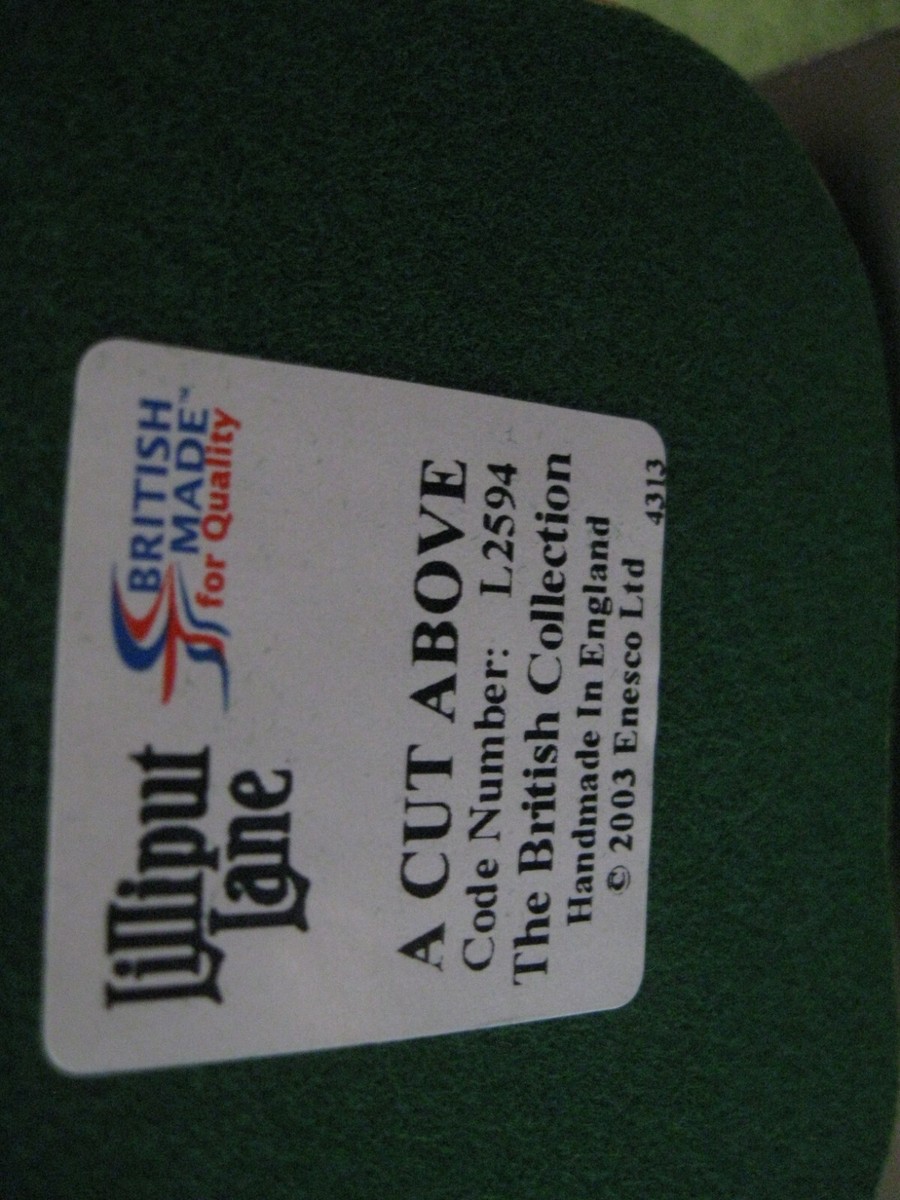 Lilliput
Lane
BRITISH
MADE™
for Quality
A CUT ABOVE
Code Number: L2594
The British Collection
Handmade In England
© 2003 Enesco Ltd
4313